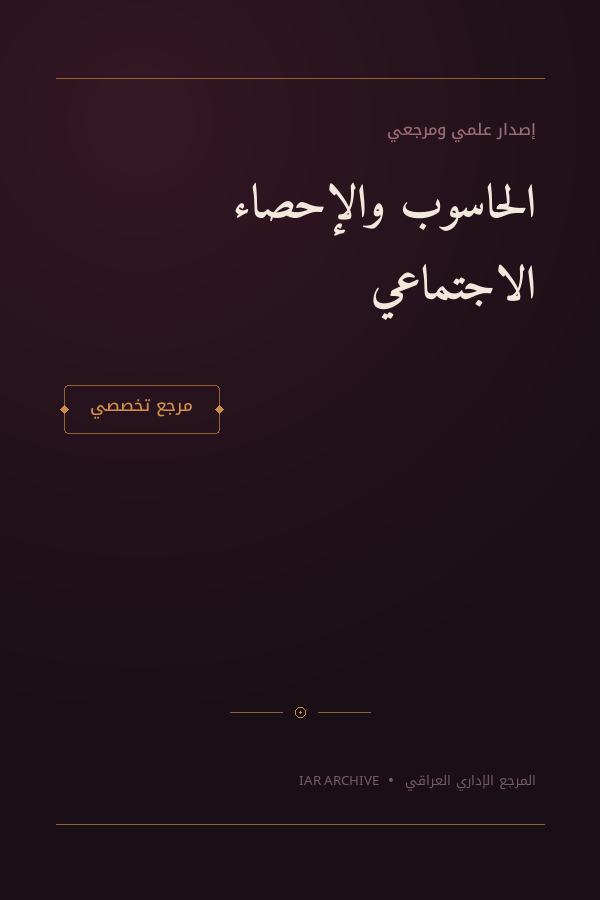 إصدار علمي ومرجعي
الحاسوب والإحصاء
الاجتماعي
مرجع تخصصي
المرجع الإداري العراقي • IAR ARCHIVE